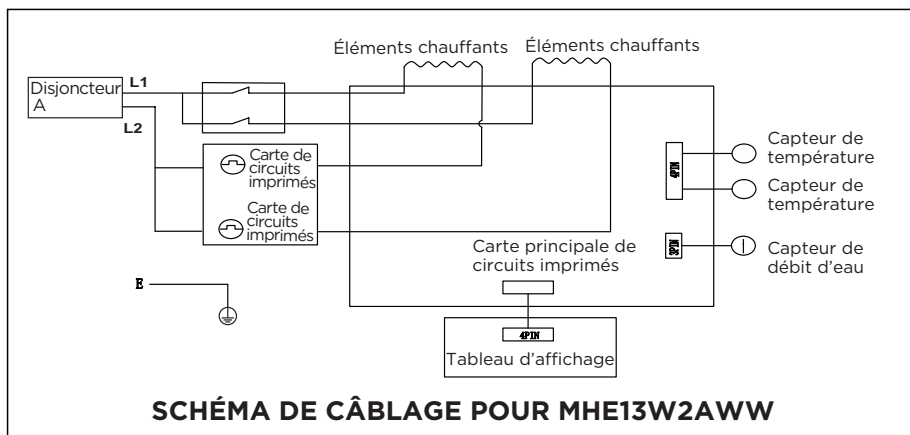 Éléments chauffants
Éléments chauffants
Disjoncteur
A
L1
L2
Carte de
circuits
imprimés
Carte de
circuits
imprimés
4PIN
Capteur de
température
Capteur de
température
3PIN
Capteur de
débit d'eau
Carte principale de
circuits imprimés
E
4PIN
Tableau d'affichage
SCHÉMA DE CÂBLAGE POUR MHE13W2AWW